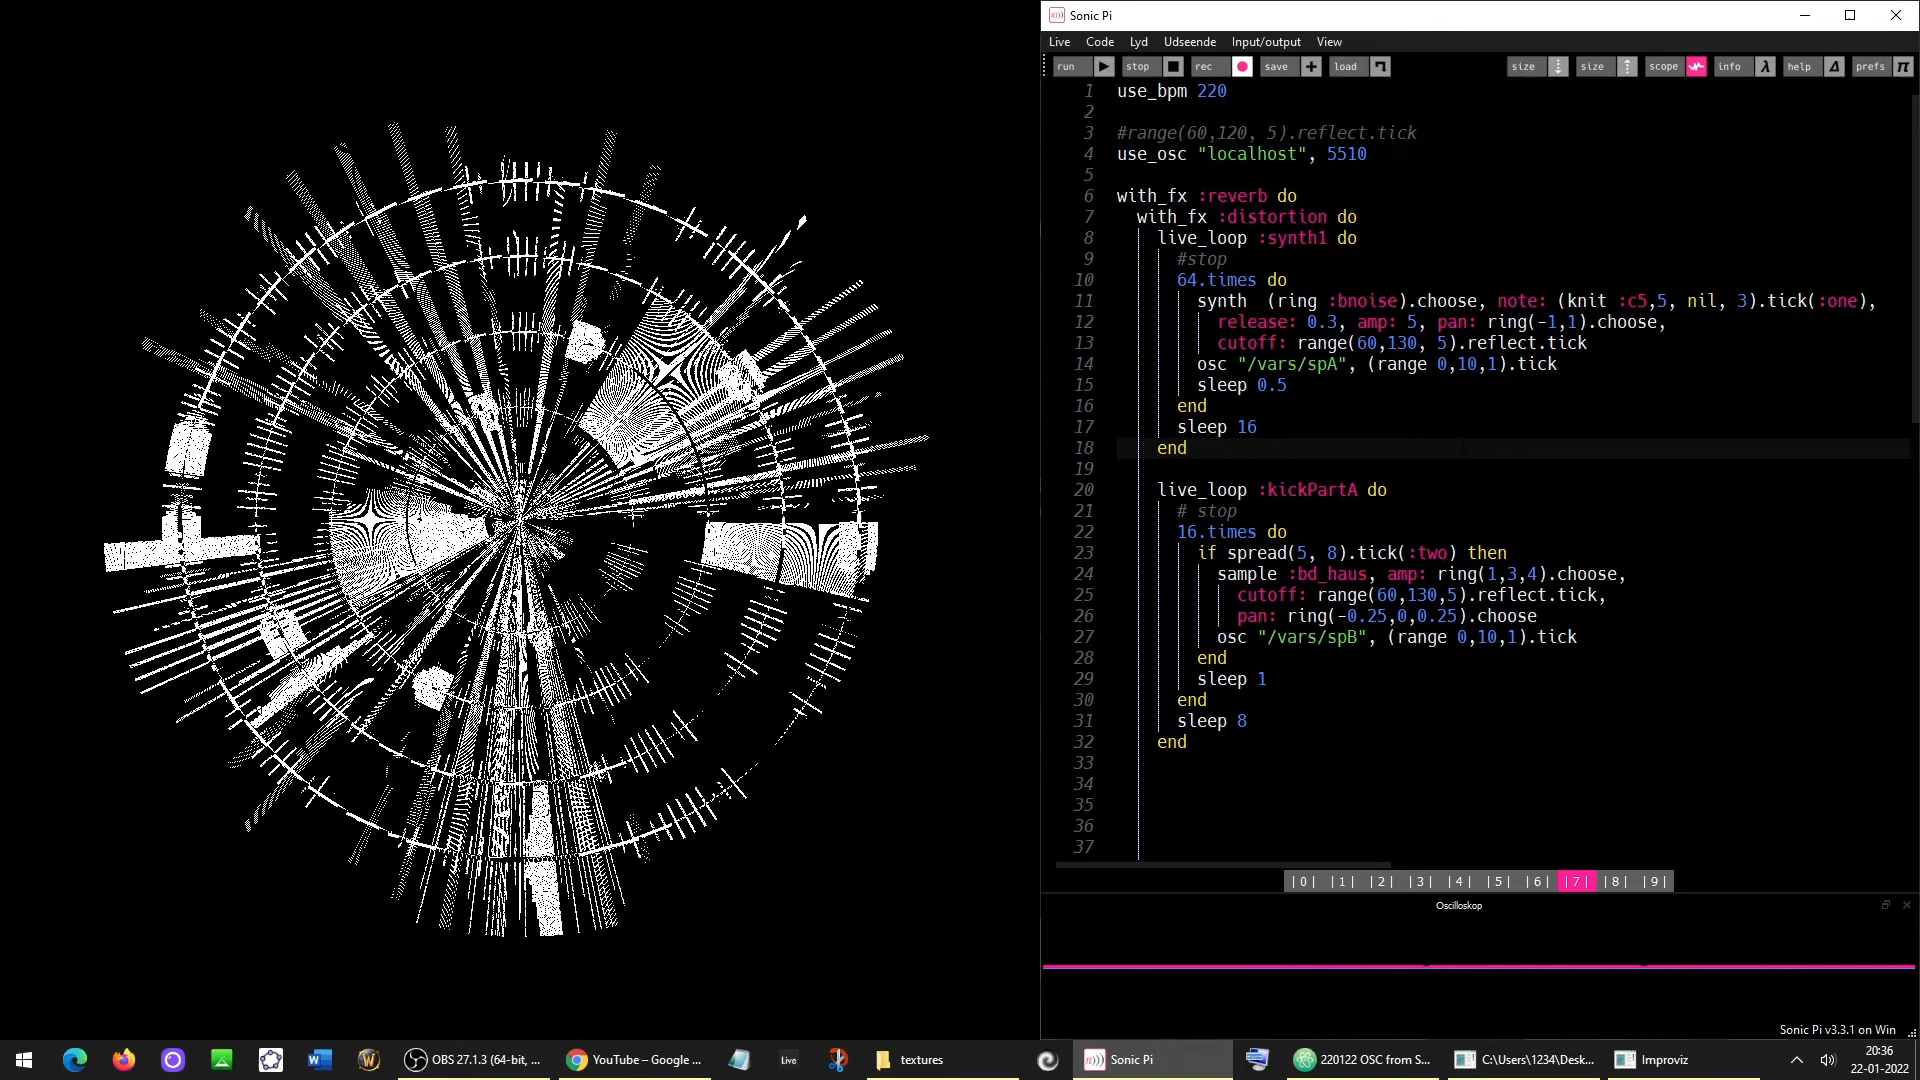 Sonic Pi
Live Code Lyd Udseende Input/output View
run stop rec save load size size scope info help prefs
1 use_bpm 220
2
3 #range(60,120, 5).reflect.tick
4 use_osc "localhost", 5510
5
6 with_fx :reverb do
7 with_fx :distortion do
8 live_loop :synth1 do
9 #stop
10 64.times do
11 synth (ring :bnoise).choose, note: (knit :c5,5, nil, 3).tick(:one),
12 release: 0.3, amp: 5, pan: ring(-1,1).choose,
13 cutoff: range(60,130, 5).reflect.tick
14 osc "/vars/spA", (range 0,10,1).tick
15 sleep 0.5
16 end
17 sleep 16
18 end
19
20 live_loop :kickPartA do
21 # stop
22 16.times do
23 if spread(5, 8).tick(:two) then
24 sample :bd_haus, amp: ring(1,3,4).choose,
25 cutoff: range(60,130,5).reflect.tick,
26 pan: ring(-0.25,0,0.25).choose
27 osc "/vars/spB", (range 0,10,1).tick
28 end
29 sleep 1
30 end
31 sleep 8
32 end
33
34
35
36
37
|0| |1| |2| |3| |4| |5| |6| |7| |8| |9|
Oscilloskop
Sonic Pi v3.3.1 on Win
OBS 27.1.3 (64-bit, ... YouTube – Google ... Live textures Sonic Pi 220122 OSC from S... C:\Users\1234\Desk... Improviz 20:36
22-01-2022